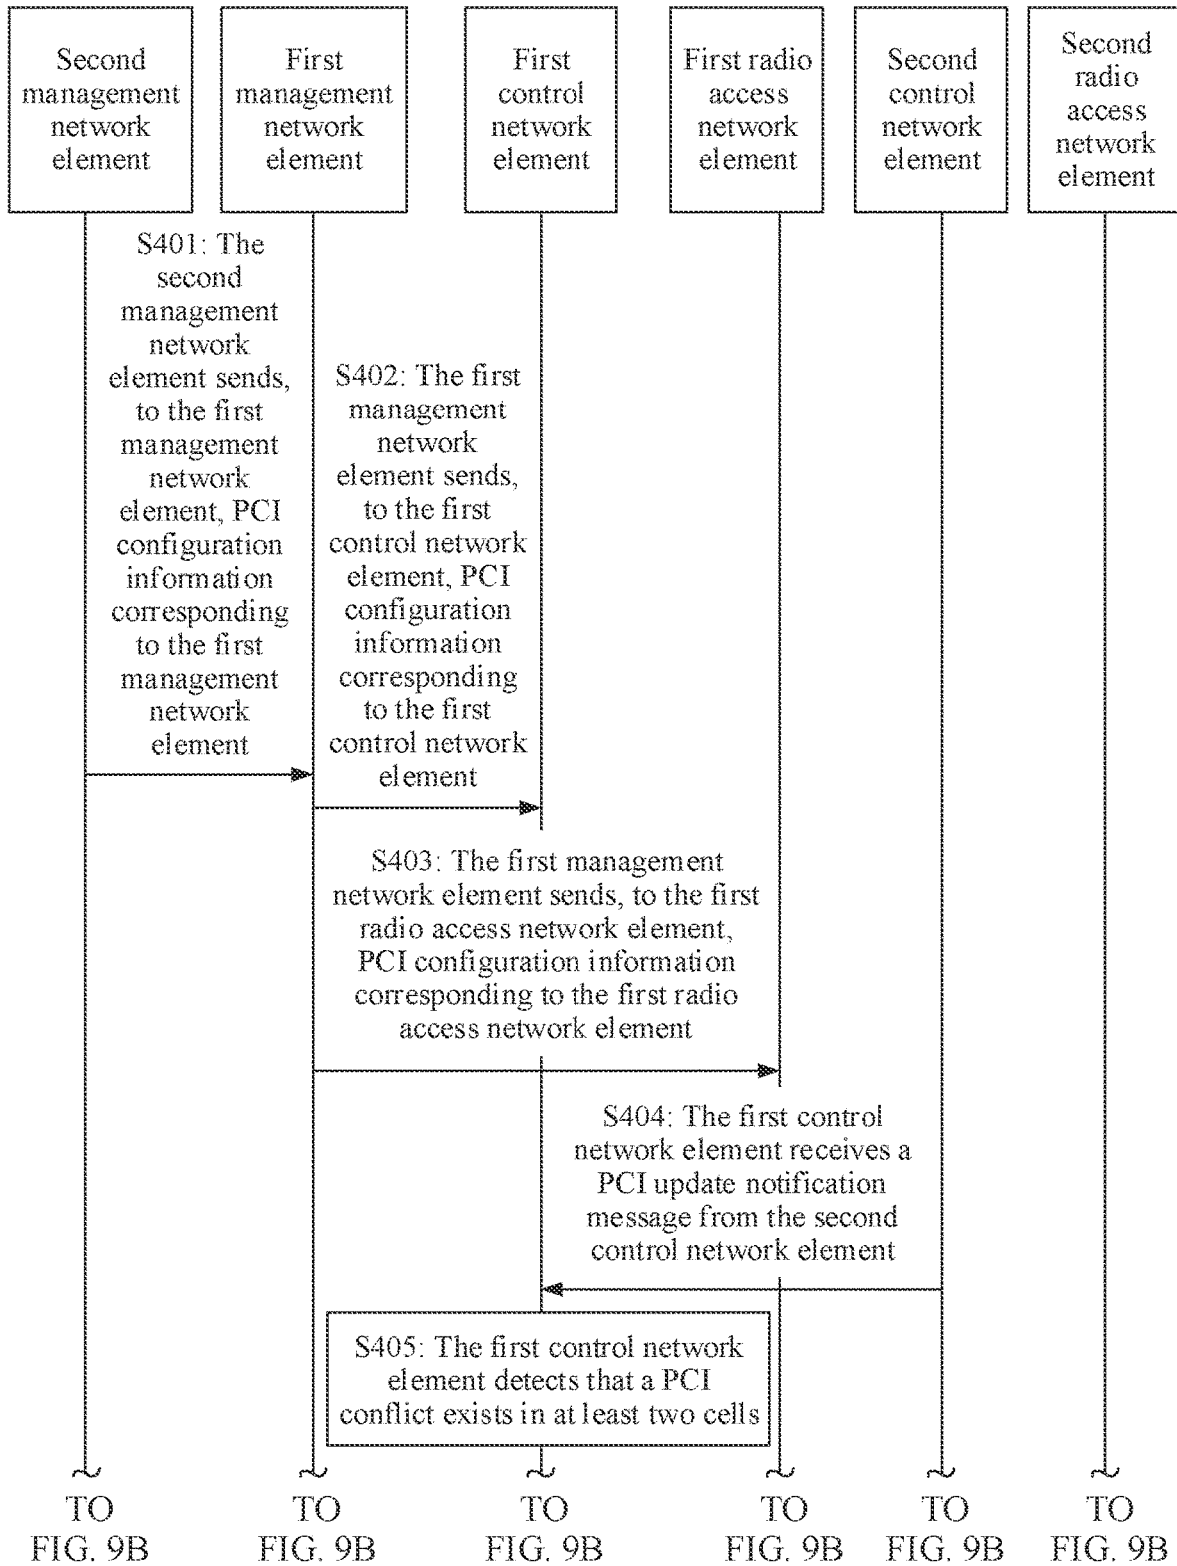 Second
management
network
element
First
management
network
element
First
control
network
element
First radio
access
network
element
Second
control
network
element
Second
radio
access
network
element
S401: The
second
management
network
element sends,
to the first
management
network
element, PCI
configuration
information
corresponding
to the first
management
network
element
S402: The first
management
network
element sends,
to the first
control network
element, PCI
configuration
information
corresponding
to the first
control network
element
S403: The first management
network element sends, to the first
radio access network element,
PCI configuration information
corresponding to the first radio
access network element
S404: The first control
network element receives a
PCI update notification
message from the second
control network element
S405: The first control network
element detects that a PCI
conflict exists in at least two cells
TO
FIG. 9B
TO
FIG. 9B
TO
FIG. 9B
TO
FIG. 9B
TO
FIG. 9B
TO
FIG. 9B